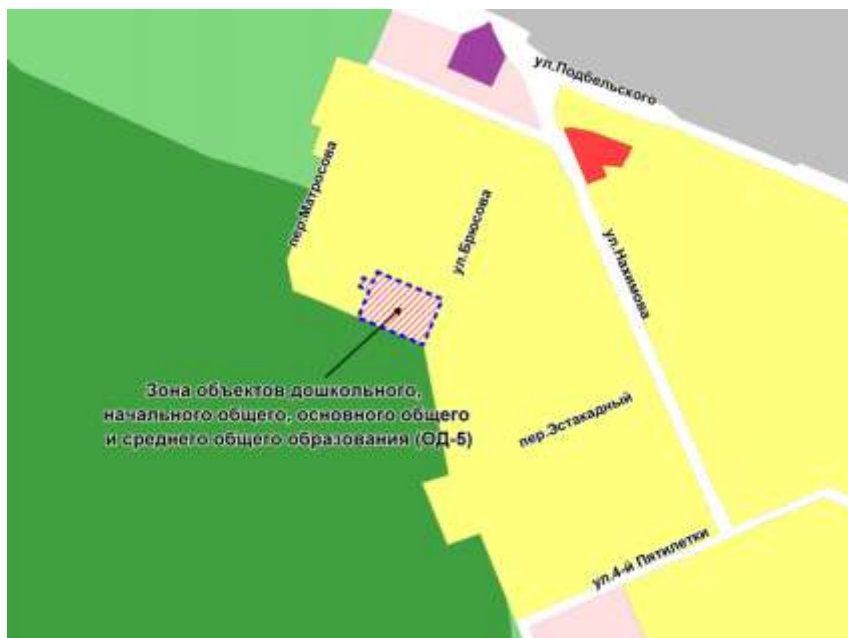 ул.Подбельского
пер.Матросова
ул.Брюсова
ул.Нахимова
Зона объектов дошкольного,
начального общего, основного общего
и среднего общего образования (ОД-5)
пер.Эстакадный
ул.4-й Пятилетки